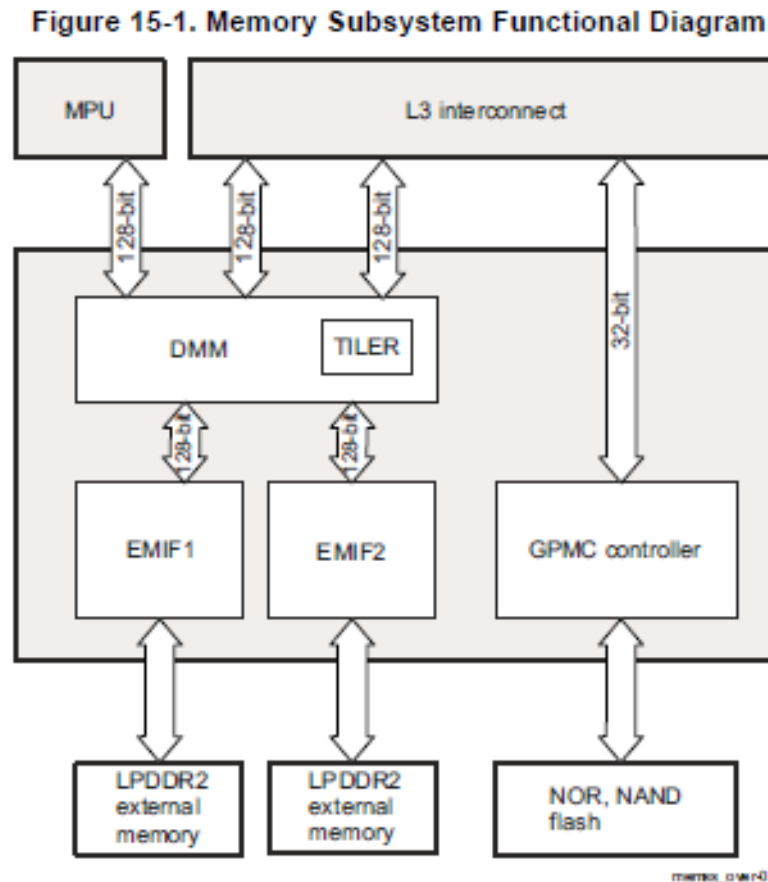 Figure 15-1. Memory Subsystem Functional Diagram
MPU
L3 interconnect
128-bit
128-bit
128-bit
32-bit
DMM
TILER
128-bit
128-bit
EMIF1
EMIF2
GPMC controller
LPDDR2
external
memory
LPDDR2
external
memory
NOR, NAND
flash